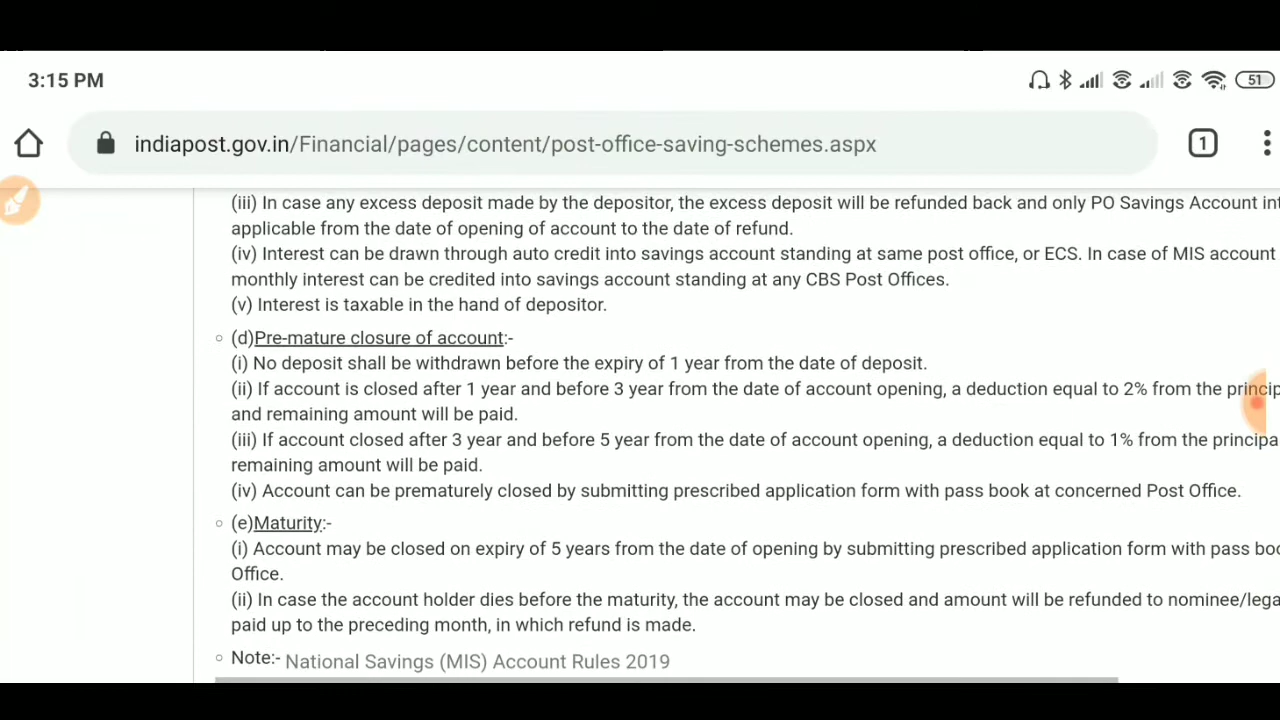 3:15 PM
51
indiapost.gov.in/Financial/pages/content/post-office-saving-schemes.aspx
1
(iii) In case any excess deposit made by the depositor, the excess deposit will be refunded back and only PO Savings Account
applicable from the date of opening of account to the date of refund.
(iv) Interest can be drawn through auto credit into savings account standing at same post office, or ECS. In case of MIS account
monthly interest can be credited into savings account standing at any CBS Post Offices.
(v) Interest is taxable in the hand of depositor.
(d)Pre-mature closure of account:-
(i) No deposit shall be withdrawn before the expiry of 1 year from the date of deposit.
(ii) If account is closed after 1 year and before 3 year from the date of account opening, a deduction equal to 2% from the princip
and remaining amount will be paid.
(iii) If account closed after 3 year and before 5 year from the date of account opening, a deduction equal to 1% from the principa
remaining amount will be paid.
(iv) Account can be prematurely closed by submitting prescribed application form with pass book at concerned Post Office.
(e)Maturity:-
(i) Account may be closed on expiry of 5 years from the date of opening by submitting prescribed application form with pass boo
Office.
(ii) In case the account holder dies before the maturity, the account may be closed and amount will be refunded to nominee/lega
paid up to the preceding month, in which refund is made.
Note:- National Savings (MIS) Account Rules 2019